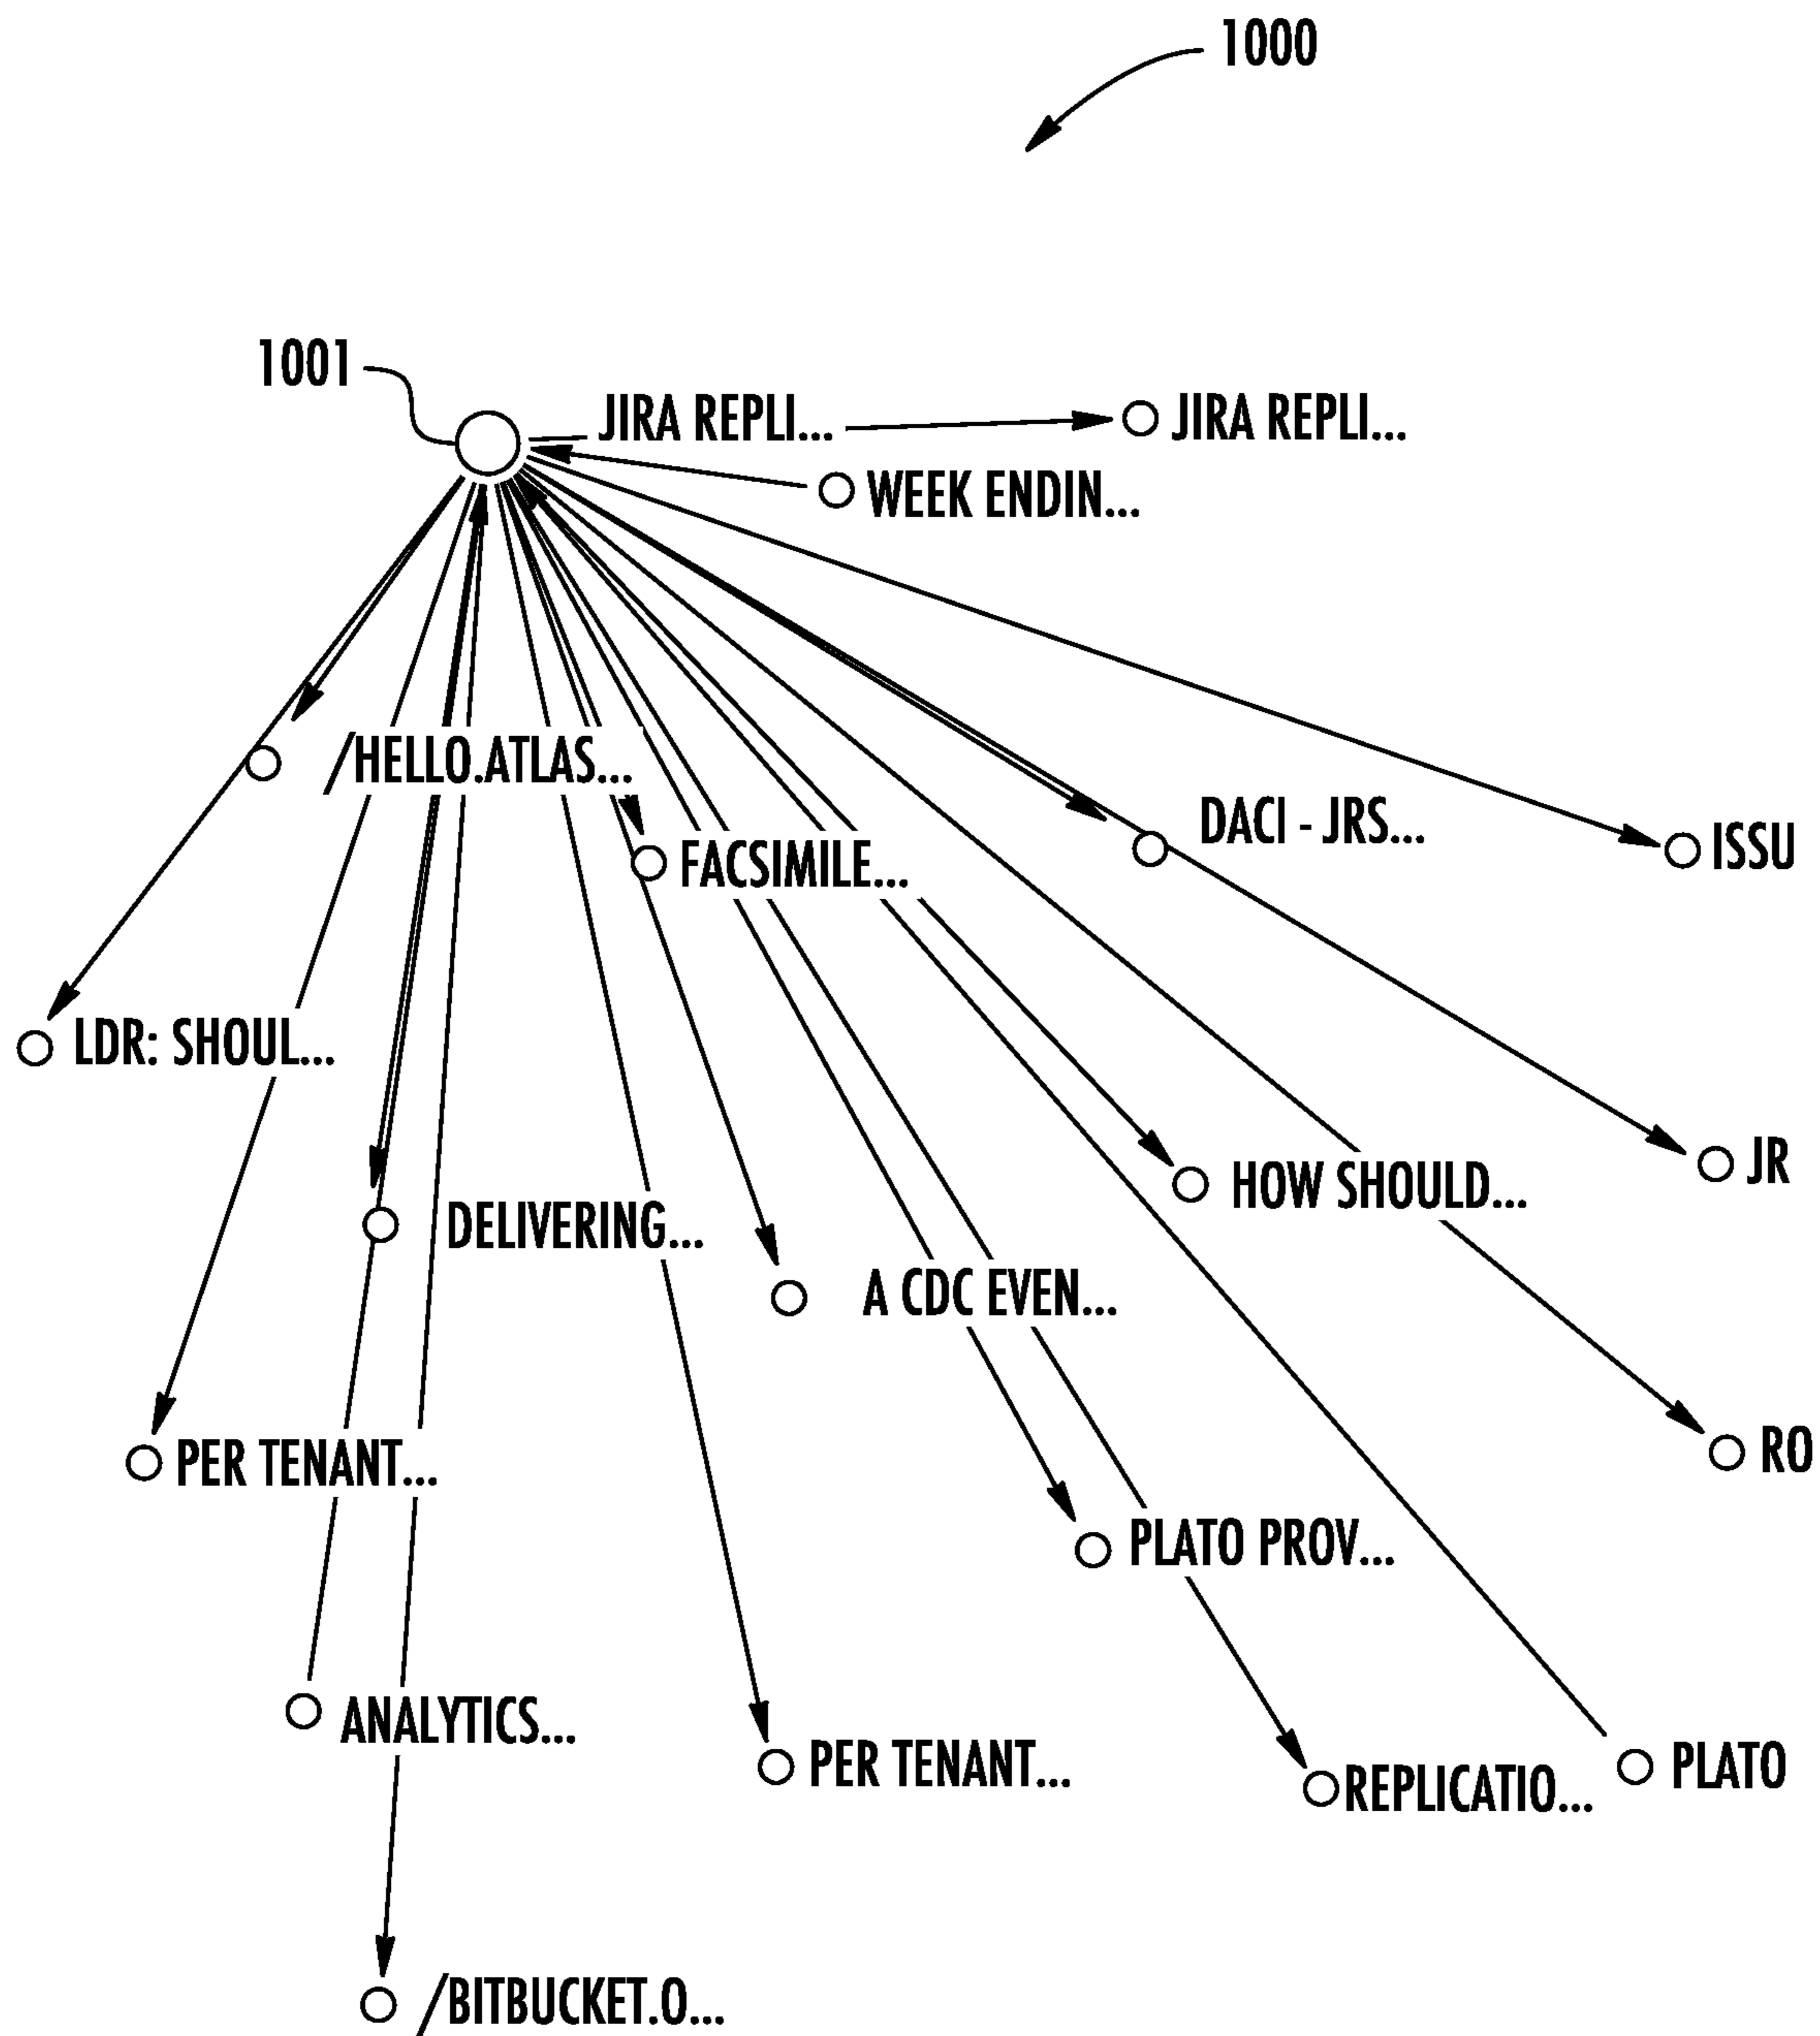 1000
1001
JIRA REPLI...
JIRA REPLI...
WEEK ENDIN...
/HELLO.ATLAS...
DACI - JRS...
ISSU
FACSIMILE...
LDR: SHOUL...
JR
HOW SHOULD...
DELIVERING...
A CDC EVEN...
RO
PER TENANT...
PLATO PROV...
ANALYTICS...
PER TENANT...
REPLICATIO...
PLATO
/BITBUCKET.O...